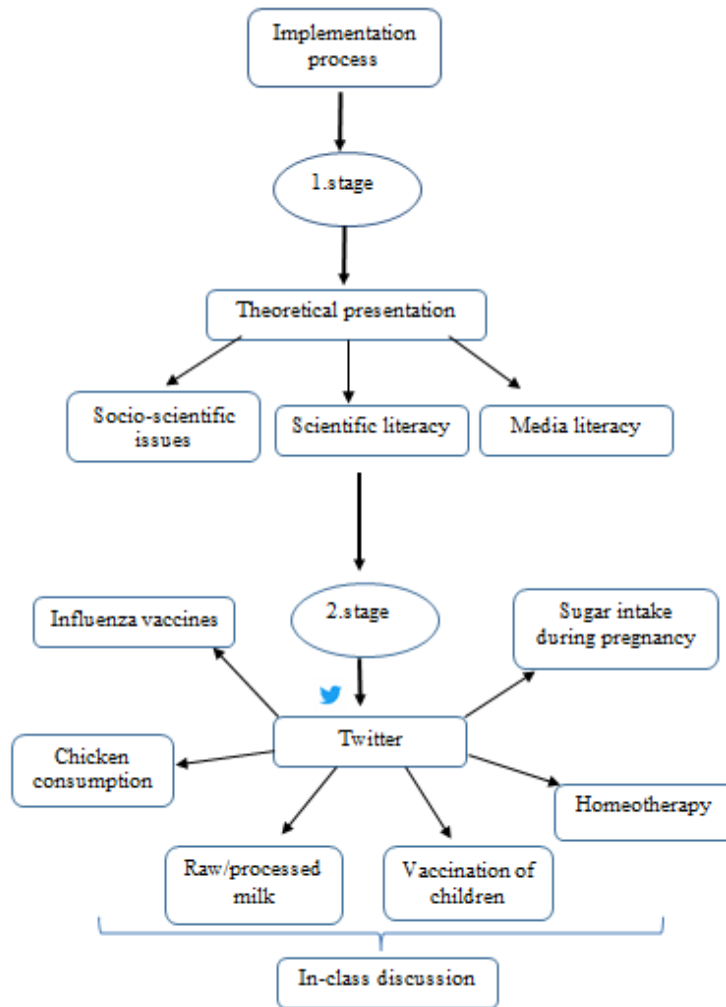 Implementation
process
1.stage
Theoretical presentation
Socio-scientific
issues
Scientific literacy
Media literacy
2.stage
Influenza vaccines
Sugar intake
during pregnancy
Twitter
Chicken
consumption
Homeotherapy
Raw/processed
milk
Vaccination of
children
In-class discussion